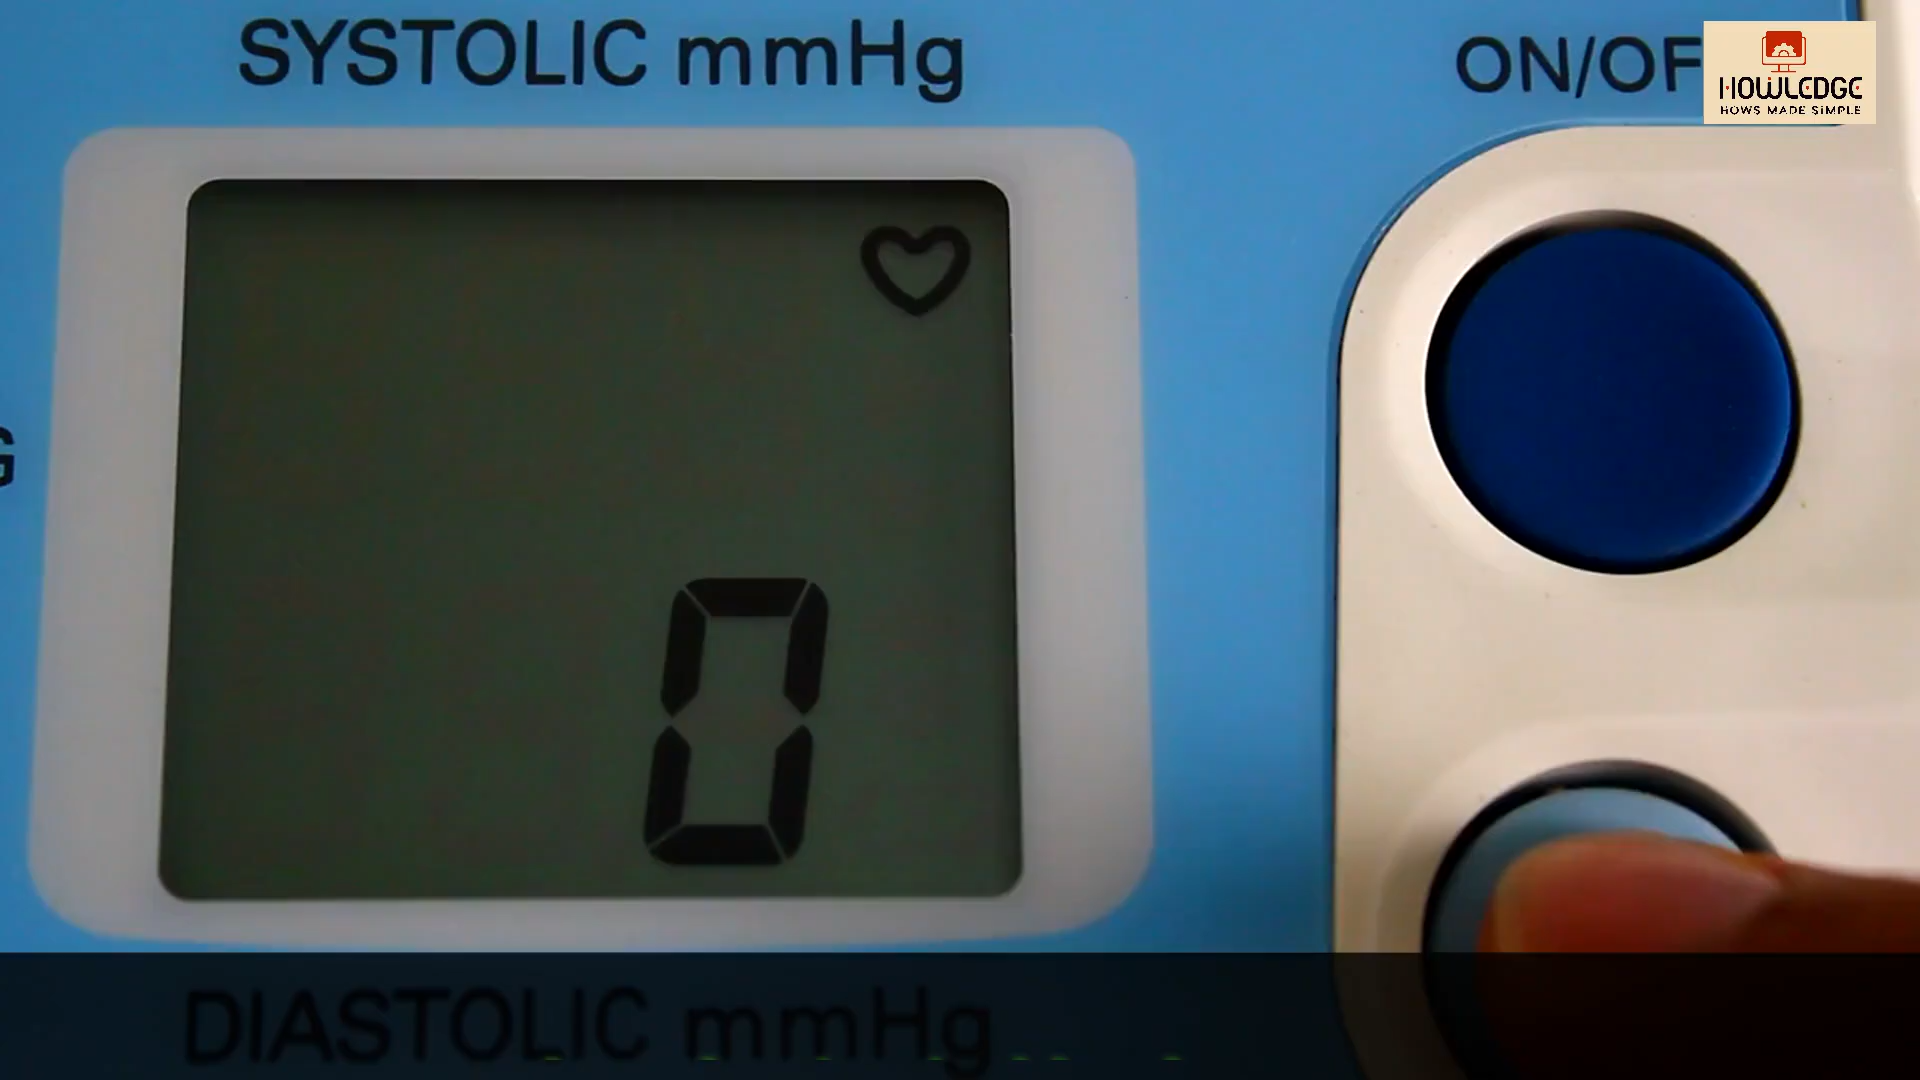 SYSTOLIC mmHg
ON/OF
HOWLEDGE
HOWS MADE SIMPLE
G
0
DIASTOLIC mmHg